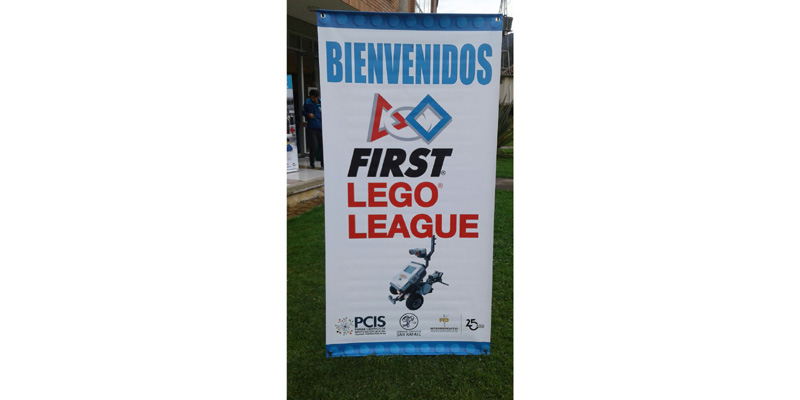 BIENVENIDOS
FIRST®
LEGO®
LEAGUE
PCIS
SAN RAFAEL
25